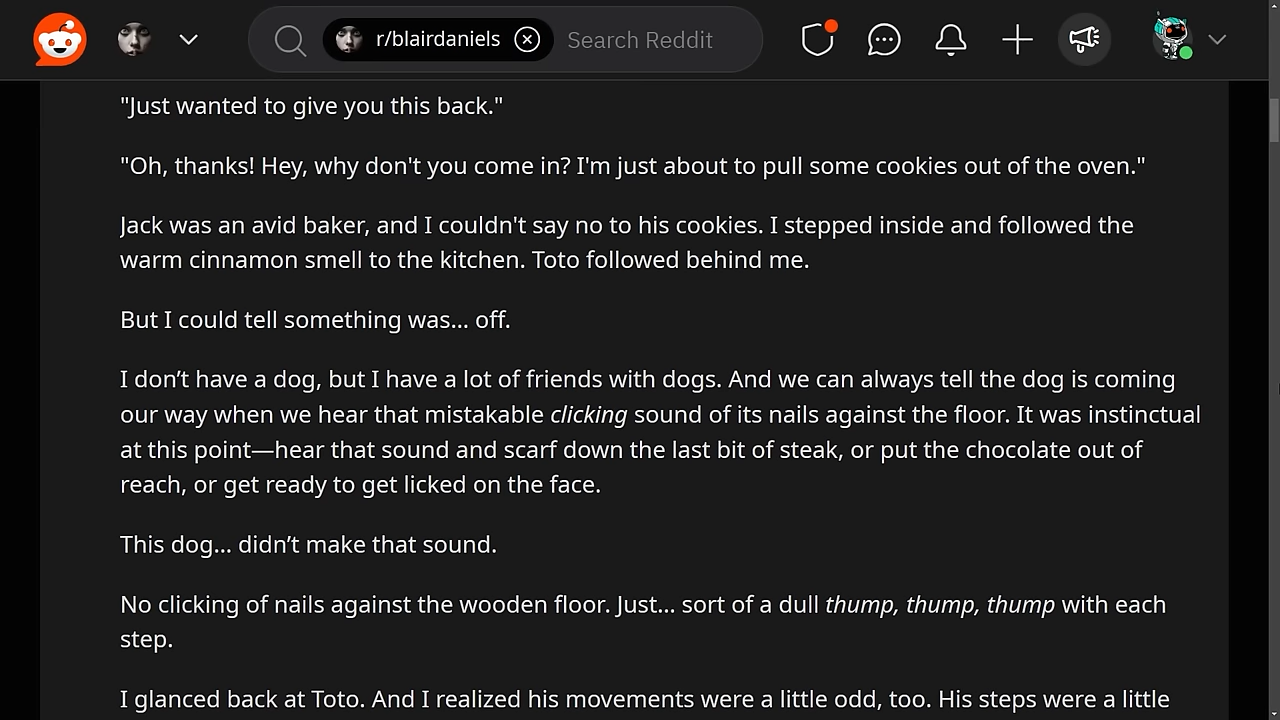 r/blairdaniels
Search Reddit
"Just wanted to give you this back."
"Oh, thanks! Hey, why don't you come in? I'm just about to pull some cookies out of the oven."
Jack was an avid baker, and I couldn't say no to his cookies. I stepped inside and followed the
warm cinnamon smell to the kitchen. Toto followed behind me.
But I could tell something was... off.
I don’t have a dog, but I have a lot of friends with dogs. And we can always tell the dog is coming
our way when we hear that mistakable clicking sound of its nails against the floor. It was instinctual
at this point—hear that sound and scarf down the last bit of steak, or put the chocolate out of
reach, or get ready to get licked on the face.
This dog... didn’t make that sound.
No clicking of nails against the wooden floor. Just... sort of a dull thump, thump, thump with each
step.
I glanced back at Toto. And I realized his movements were a little odd, too. His steps were a little